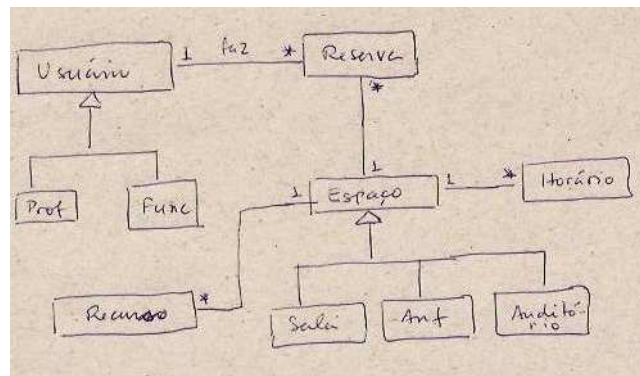 Usuário 1 faz * Reserva
*
1
Prof Func 1 Espaço 1 * Horário
Recurso *
Sala Anf Auditó-
rio